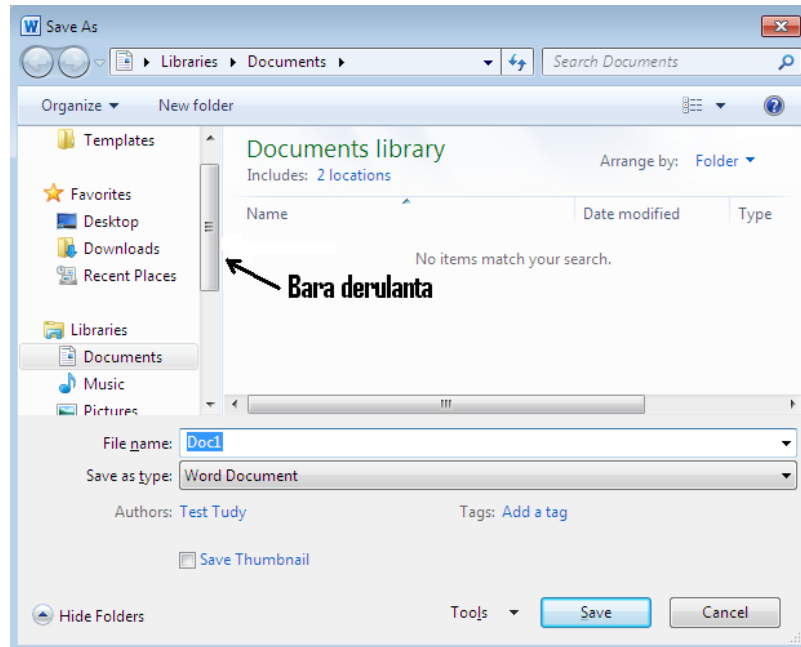 Save As
Libraries Documents
Search Documents
Organize New folder
Templates
Documents library
Includes: 2 locations
Arrange by: Folder
Favorites
Desktop
Downloads
Recent Places
Name Date modified Type
No items match your search.
Bara derulanta
Libraries
Documents
Music
Pictures
File name: Doc1
Save as type: Word Document
Authors: Test Tudy Tags: Add a tag
Save Thumbnail
Hide Folders Tools Save Cancel